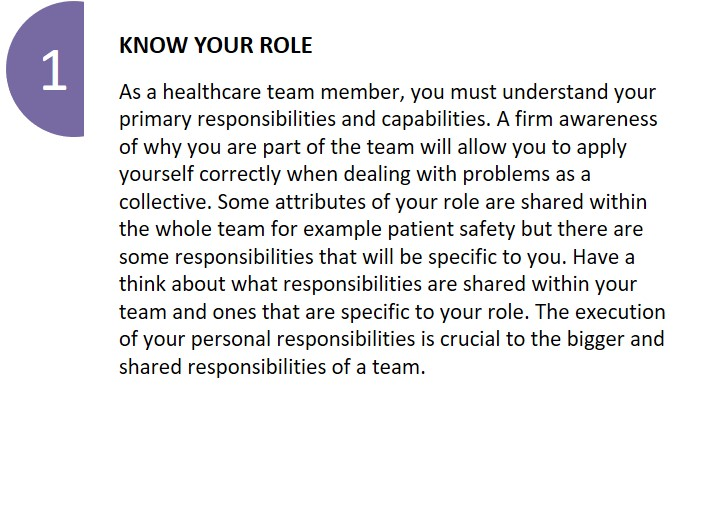 1
KNOW YOUR ROLE
As a healthcare team member, you must understand your
primary responsibilities and capabilities. A firm awareness
of why you are part of the team will allow you to apply
yourself correctly when dealing with problems as a
collective. Some attributes of your role are shared within
the whole team for example patient safety but there are
some responsibilities that will be specific to you. Have a
think about what responsibilities are shared within your
team and ones that are specific to your role. The execution
of your personal responsibilities is crucial to the bigger and
shared responsibilities of a team.